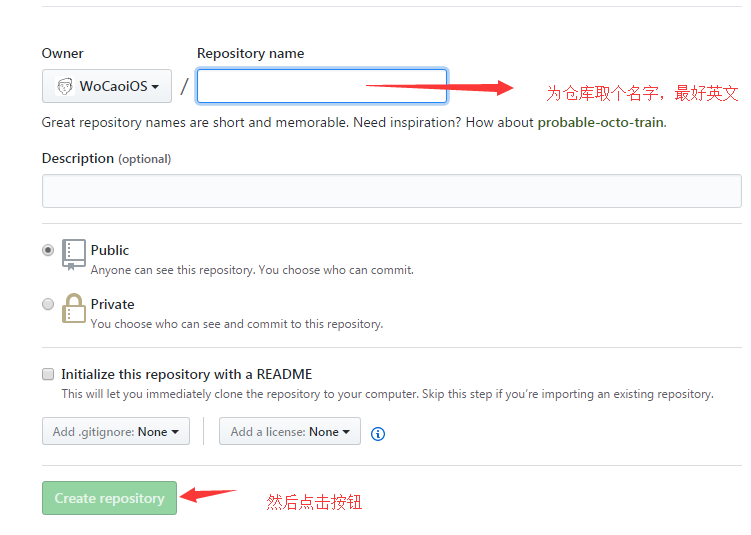 Owner
Repository name
WoCaoiOS
/
为仓库取个名字，最好英文
Great repository names are short and memorable. Need inspiration? How about probable-octo-train.
Description (optional)
Public
Anyone can see this repository. You choose who can commit.
Private
You choose who can see and commit to this repository.
Initialize this repository with a README
This will let you immediately clone the repository to your computer. Skip this step if you’re importing an existing repository.
Add .gitignore: None
Add a license: None
Create repository
然后点击按钮